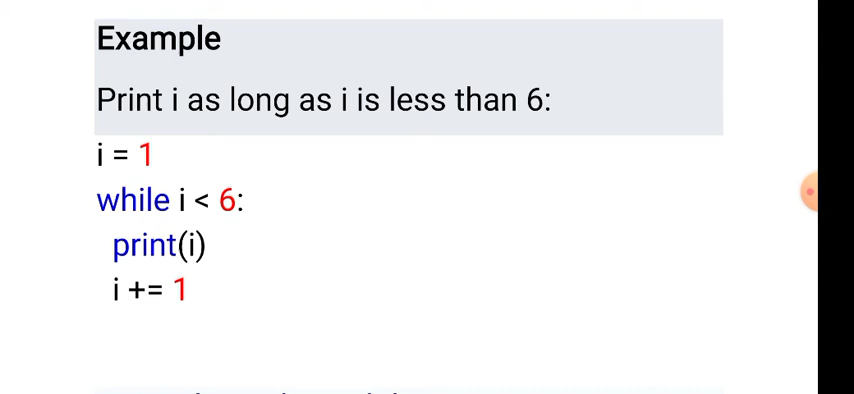 Example
Print i as long as i is less than 6:
i = 1
while i < 6:
  print(i)
  i += 1